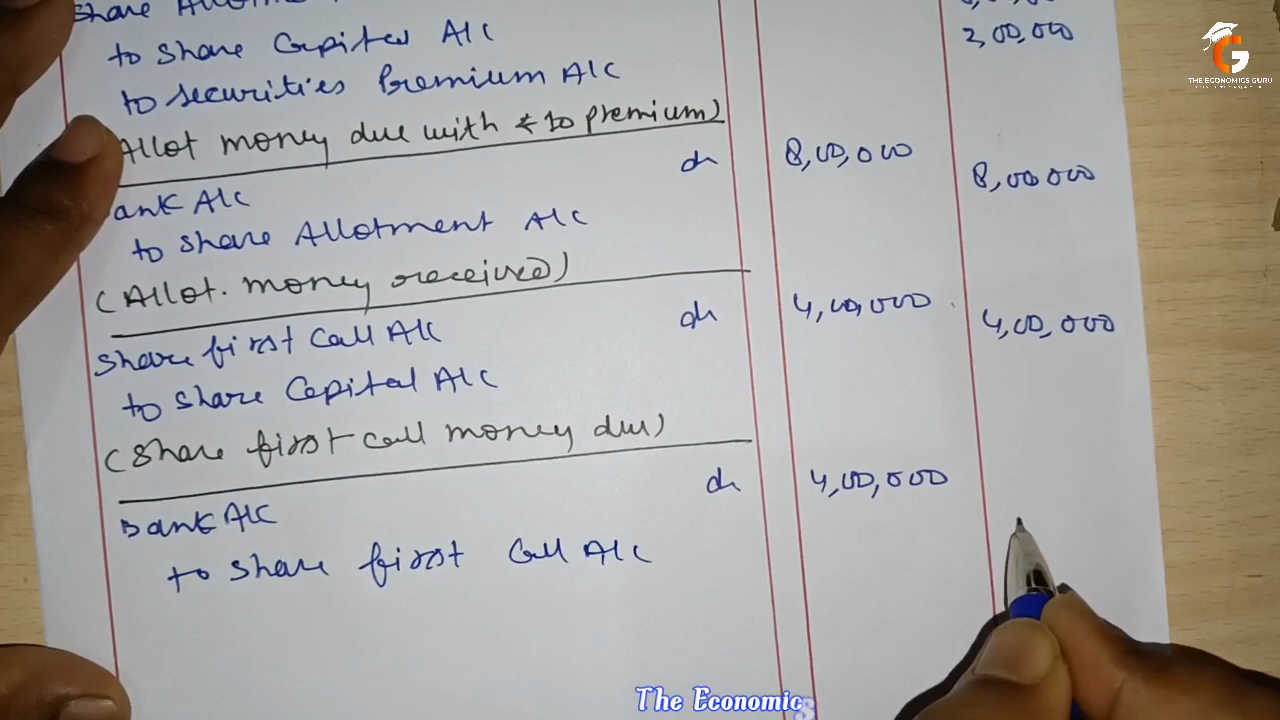 Share
to Share Capital A/c
2,00,000
to Securities Premium A/c
Allot money due with & to premium)
Bank A/c dr 8,00,000
to Share Allotment A/c 8,00,000
(Allot. money received)
Share first Call A/c dr 4,00,000
to Share Capital A/c 4,00,000
(Share first call money due)
Bank A/c dr 4,00,000
to Share first Call A/c
THE ECONOMICS GURU
The Economics